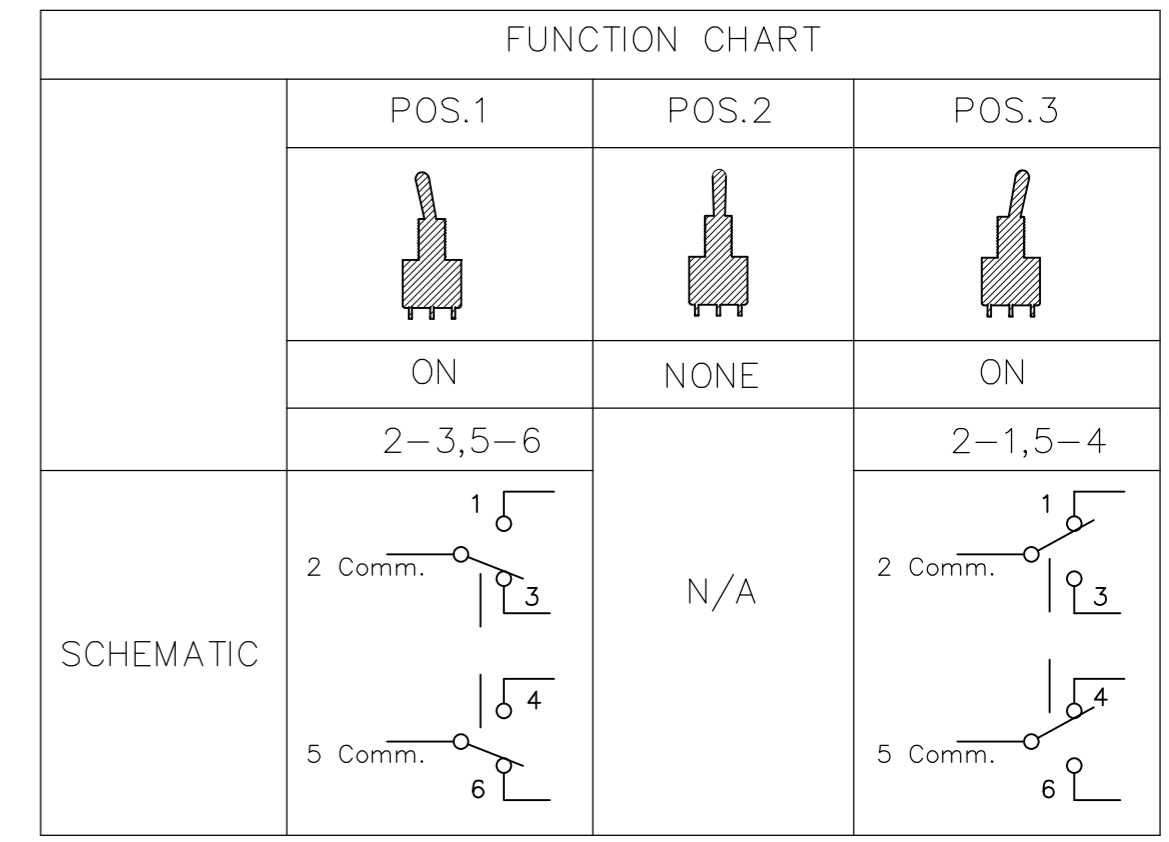 FUNCTION CHART
POS.1 POS.2 POS.3
ON NONE ON
2-3,5-6 2-1,5-4
SCHEMATIC
1
2 Comm.
3
4
5 Comm.
6
N/A
1
2 Comm.
3
4
5 Comm.
6